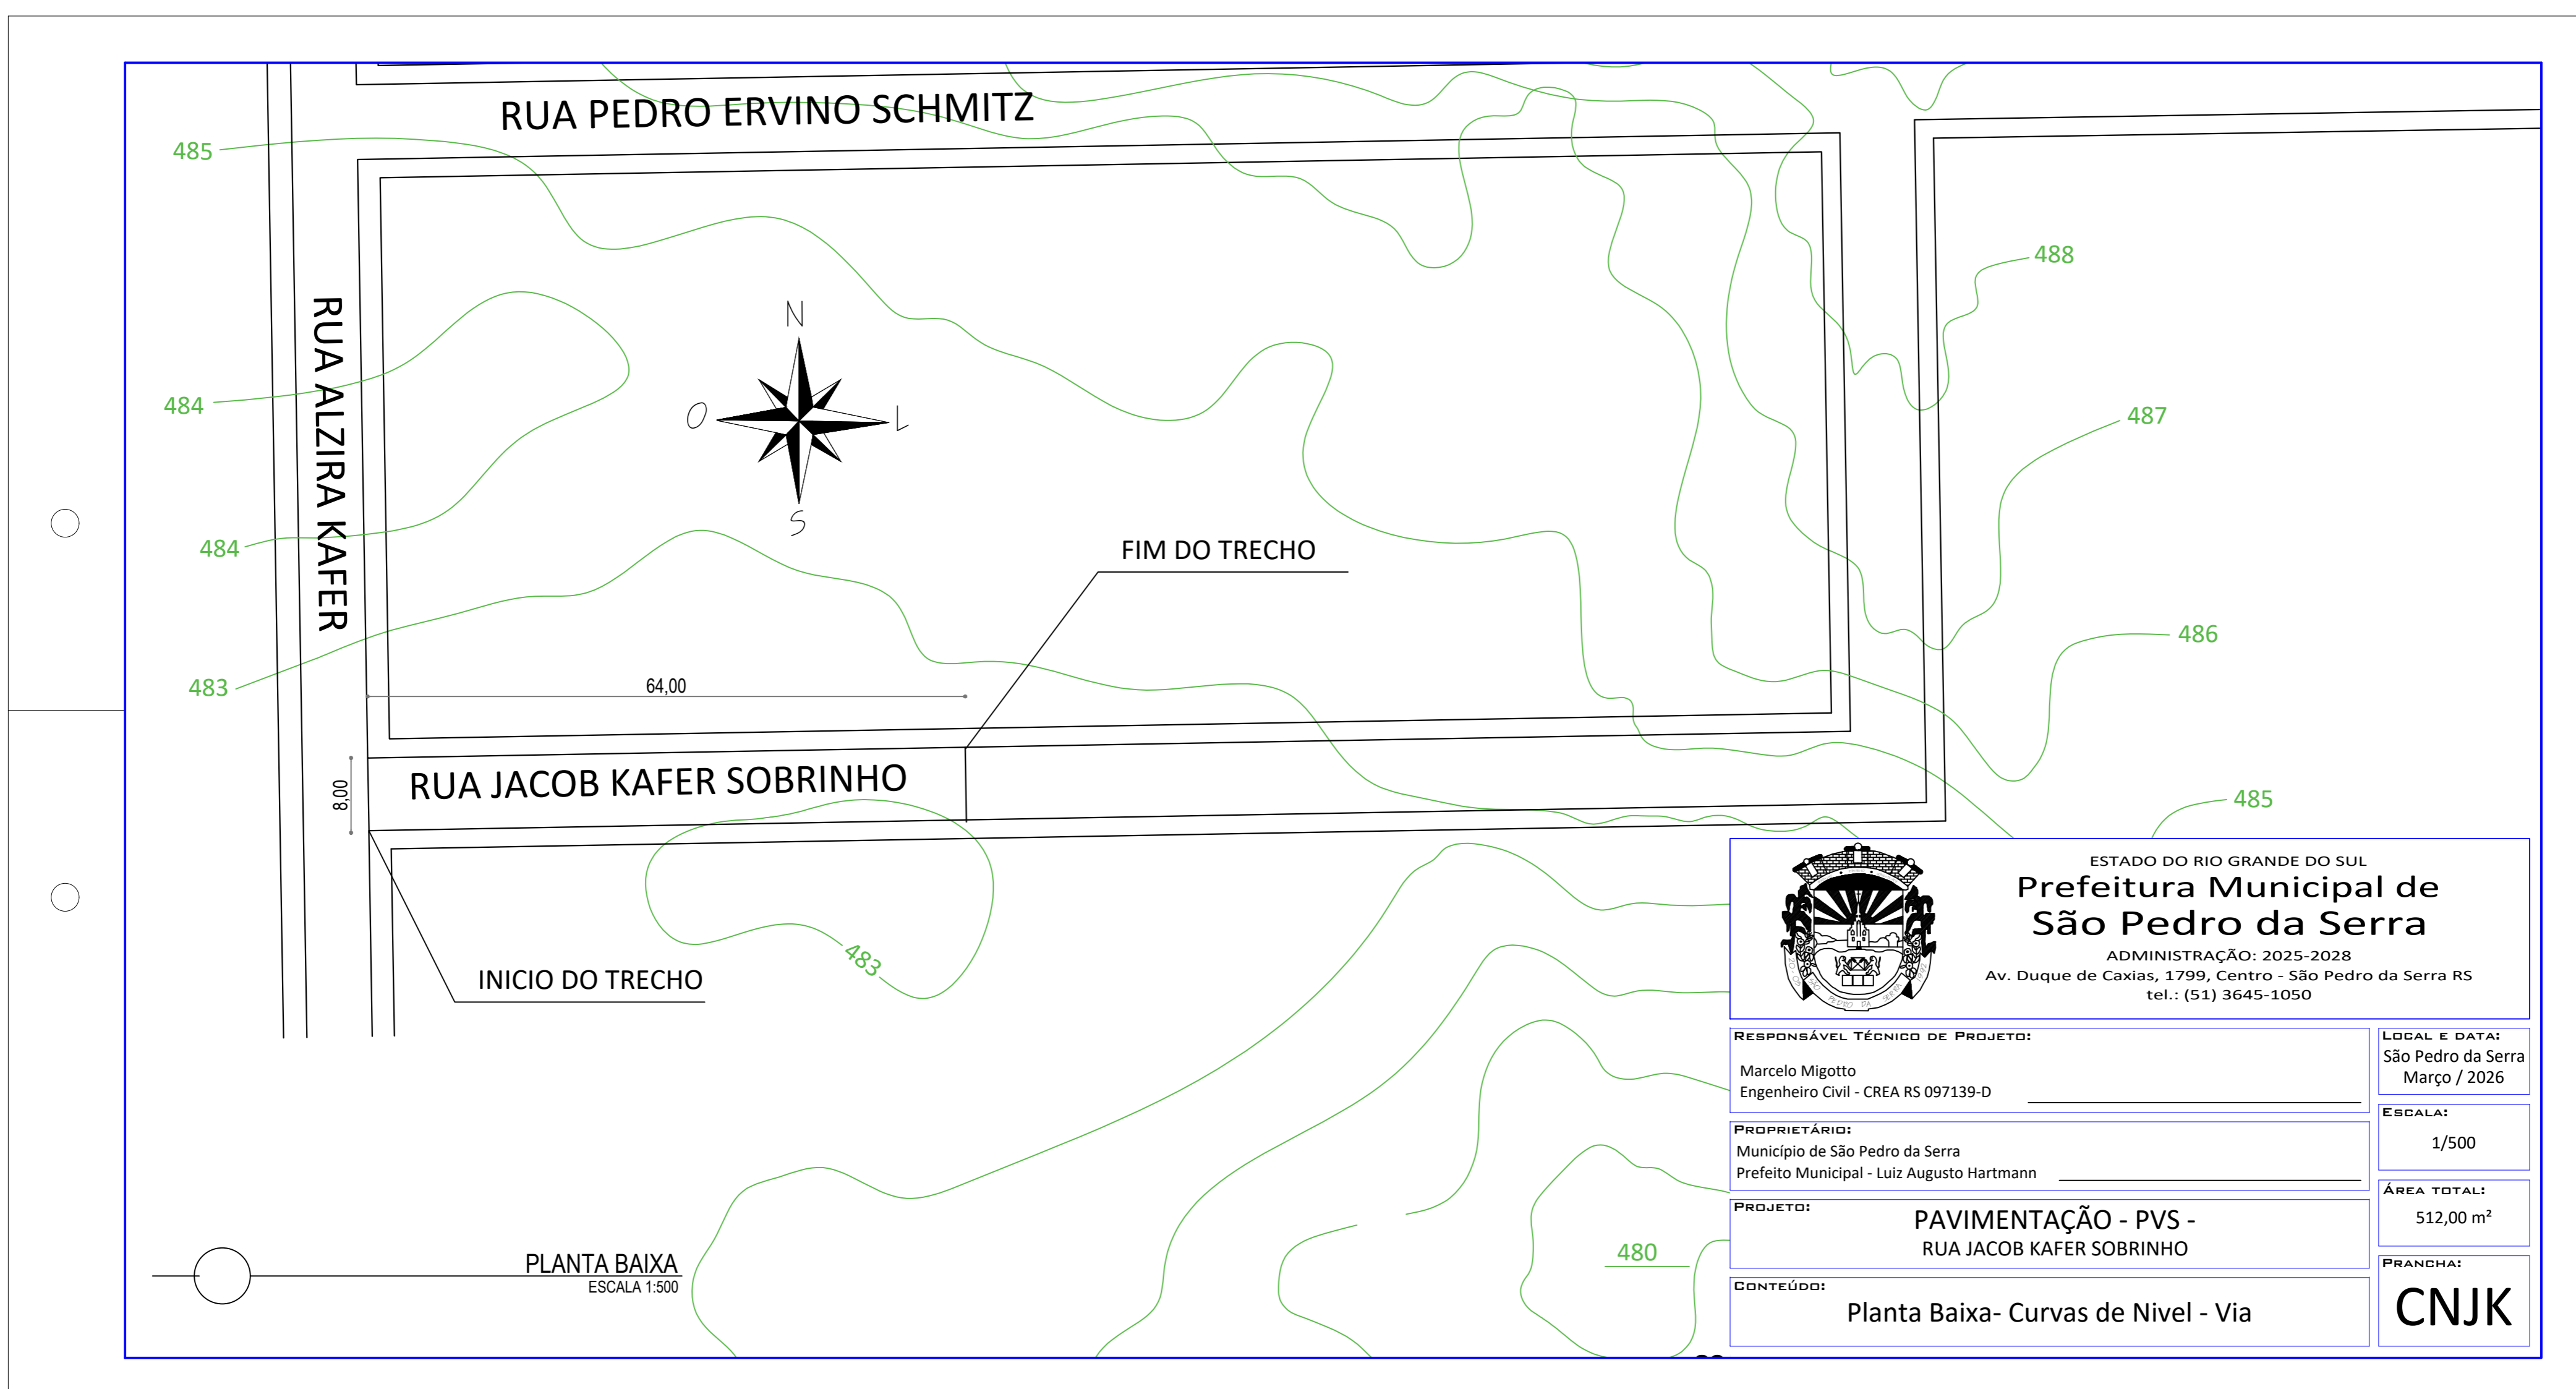 RUA PEDRO ERVINO SCHMITZ
485
488
RUA ALZIRA KAFER
N
O
L
S
484
487
484
FIM DO TRECHO
486
483
64,00
8,00
RUA JACOB KAFER SOBRINHO
485
483
INICIO DO TRECHO
480
PLANTA BAIXA
ESCALA 1:500
ESTADO DO RIO GRANDE DO SUL
Prefeitura Municipal de
São Pedro da Serra
ADMINISTRAÇÃO: 2025-2028
Av. Duque de Caxias, 1799, Centro - São Pedro da Serra RS
tel.: (51) 3645-1050
SÃO PEDRO DA SERRA
1992
RESPONSÁVEL TÉCNICO DE PROJETO:
Marcelo Migotto
Engenheiro Civil - CREA RS 097139-D
LOCAL E DATA:
São Pedro da Serra
Março / 2026
PROPRIETÁRIO:
Município de São Pedro da Serra
Prefeito Municipal - Luiz Augusto Hartmann
ESCALA:
1/500
PROJETO:
PAVIMENTAÇÃO - PVS -
RUA JACOB KAFER SOBRINHO
ÁREA TOTAL:
512,00 m²
CONTEÚDO:
Planta Baixa- Curvas de Nivel - Via
PRANCHA:
CNJK